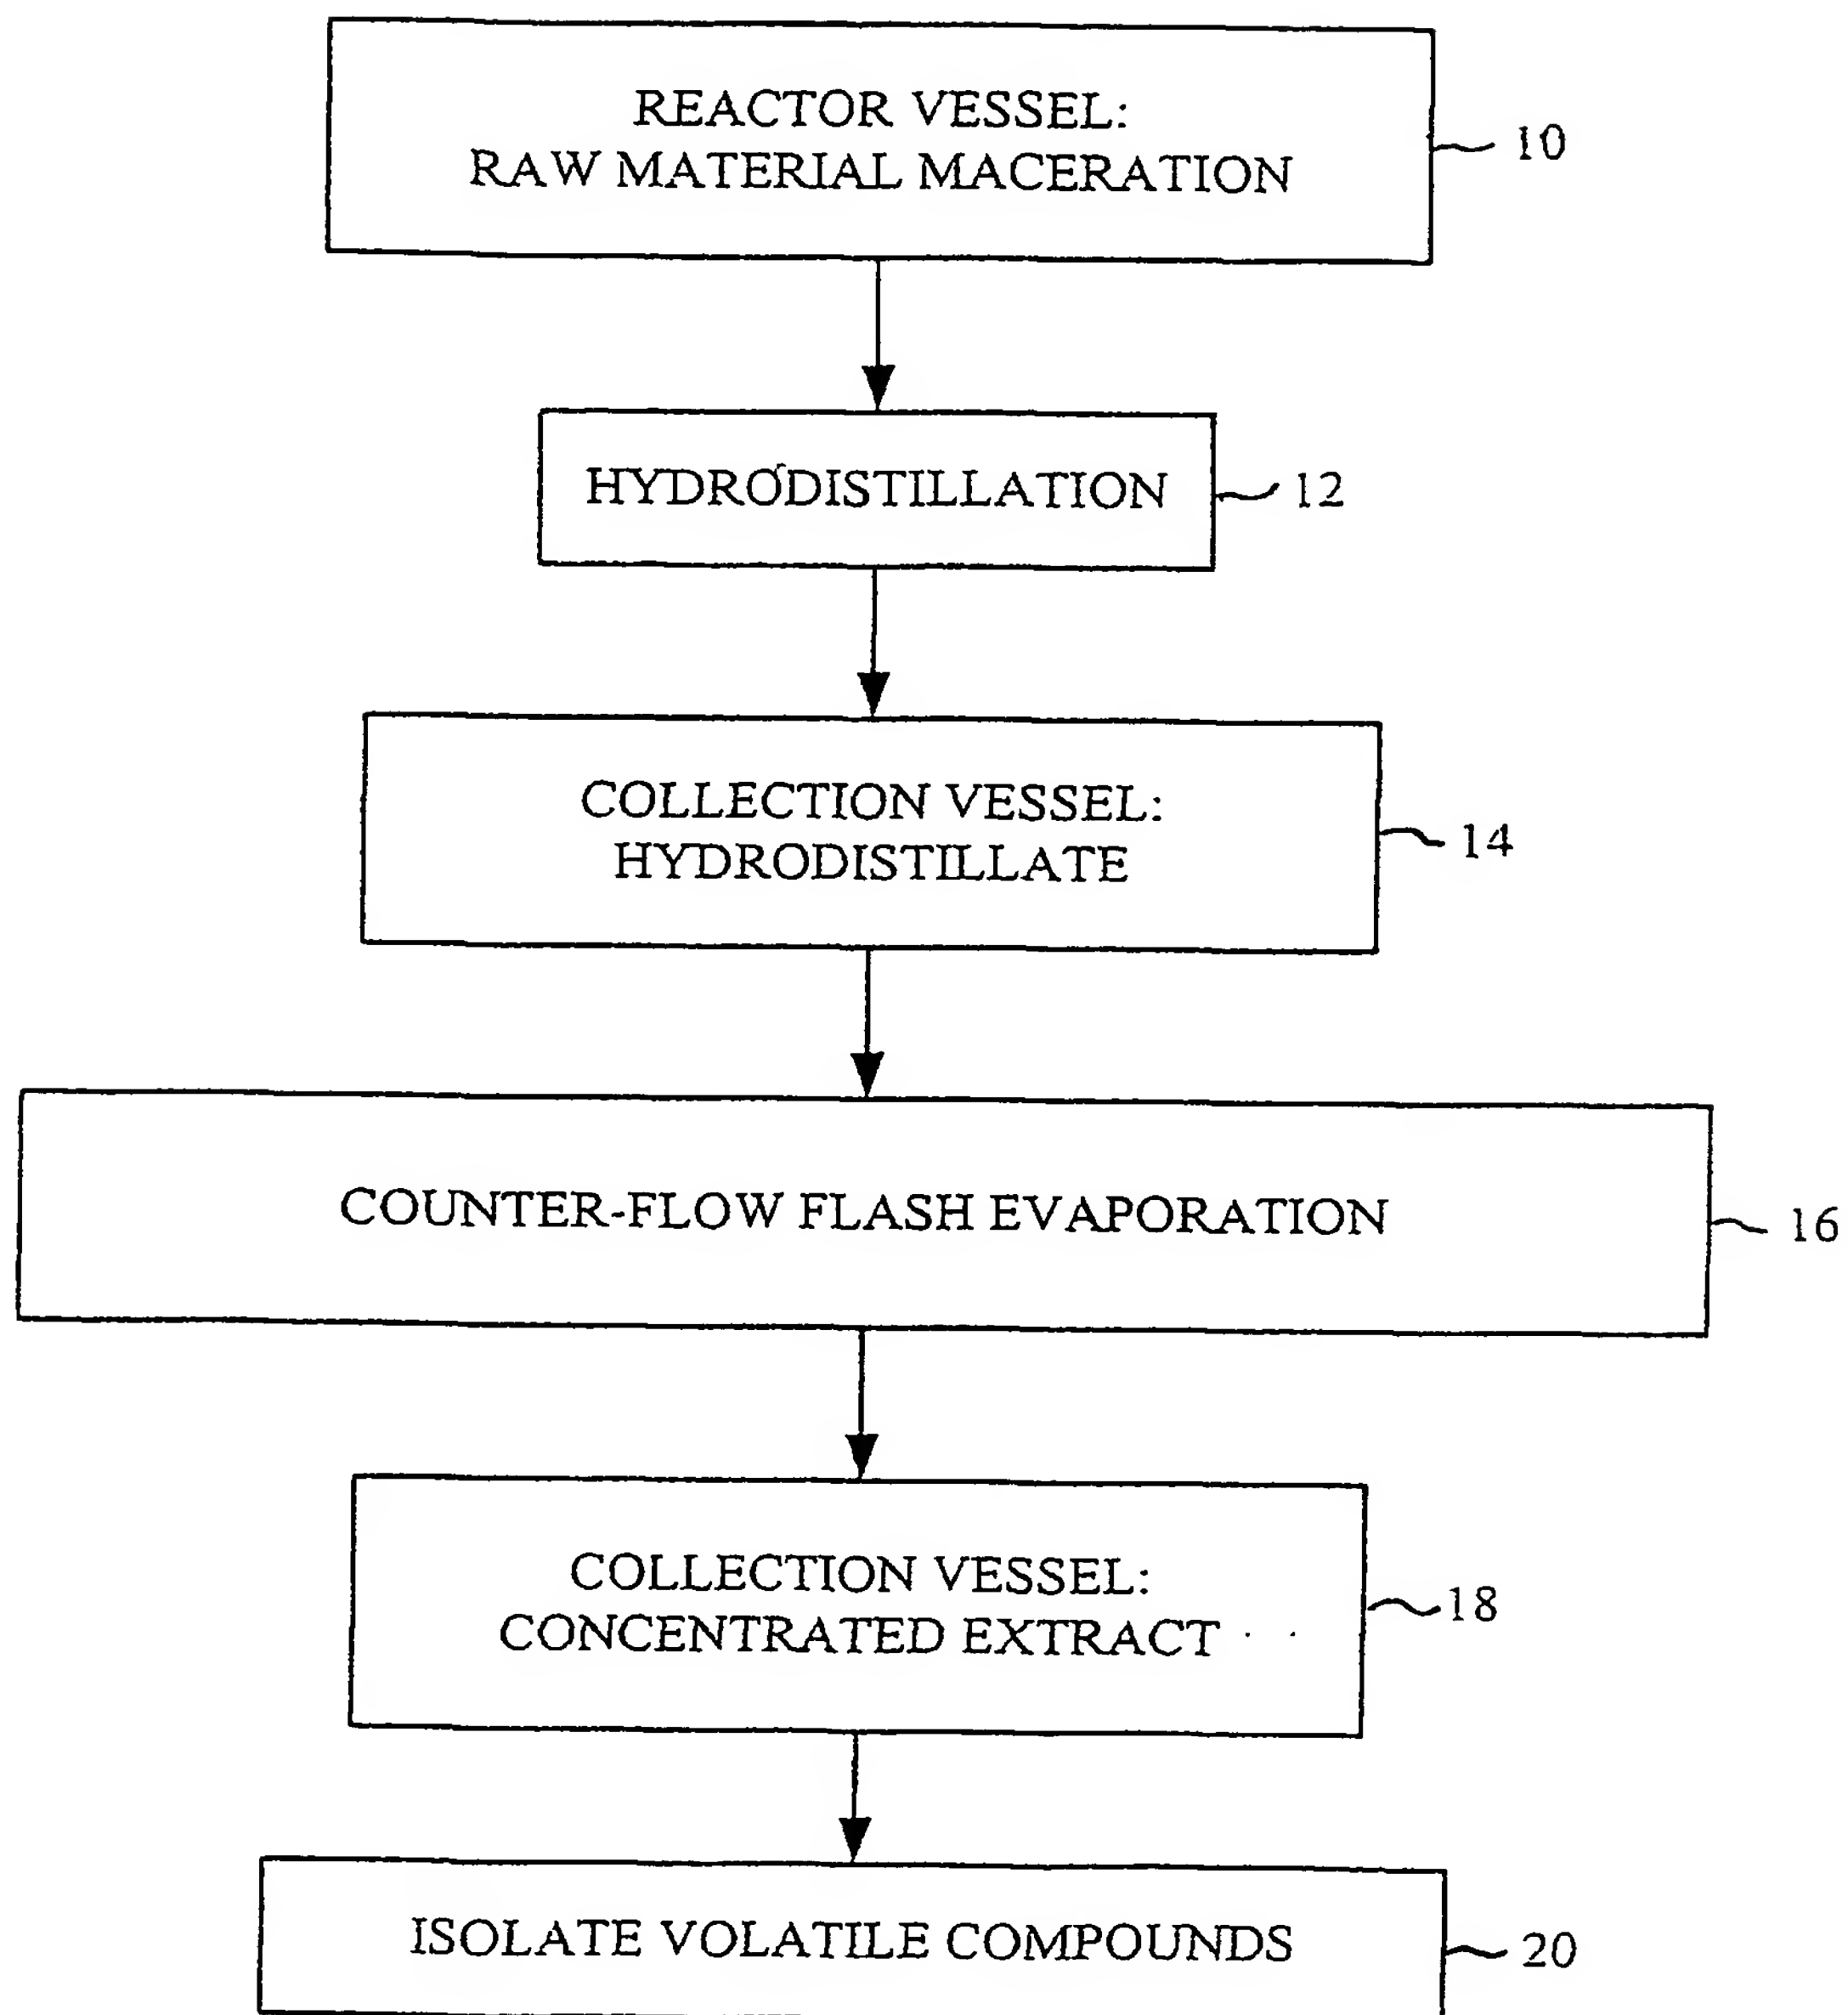 REACTOR VESSEL:
RAW MATERIAL MACERATION
10
HYDRODISTILLATION
12
COLLECTION VESSEL:
HYDRODISTILLATE
14
COUNTER-FLOW FLASH EVAPORATION
16
COLLECTION VESSEL:
CONCENTRATED EXTRACT
18
ISOLATE VOLATILE COMPOUNDS
20